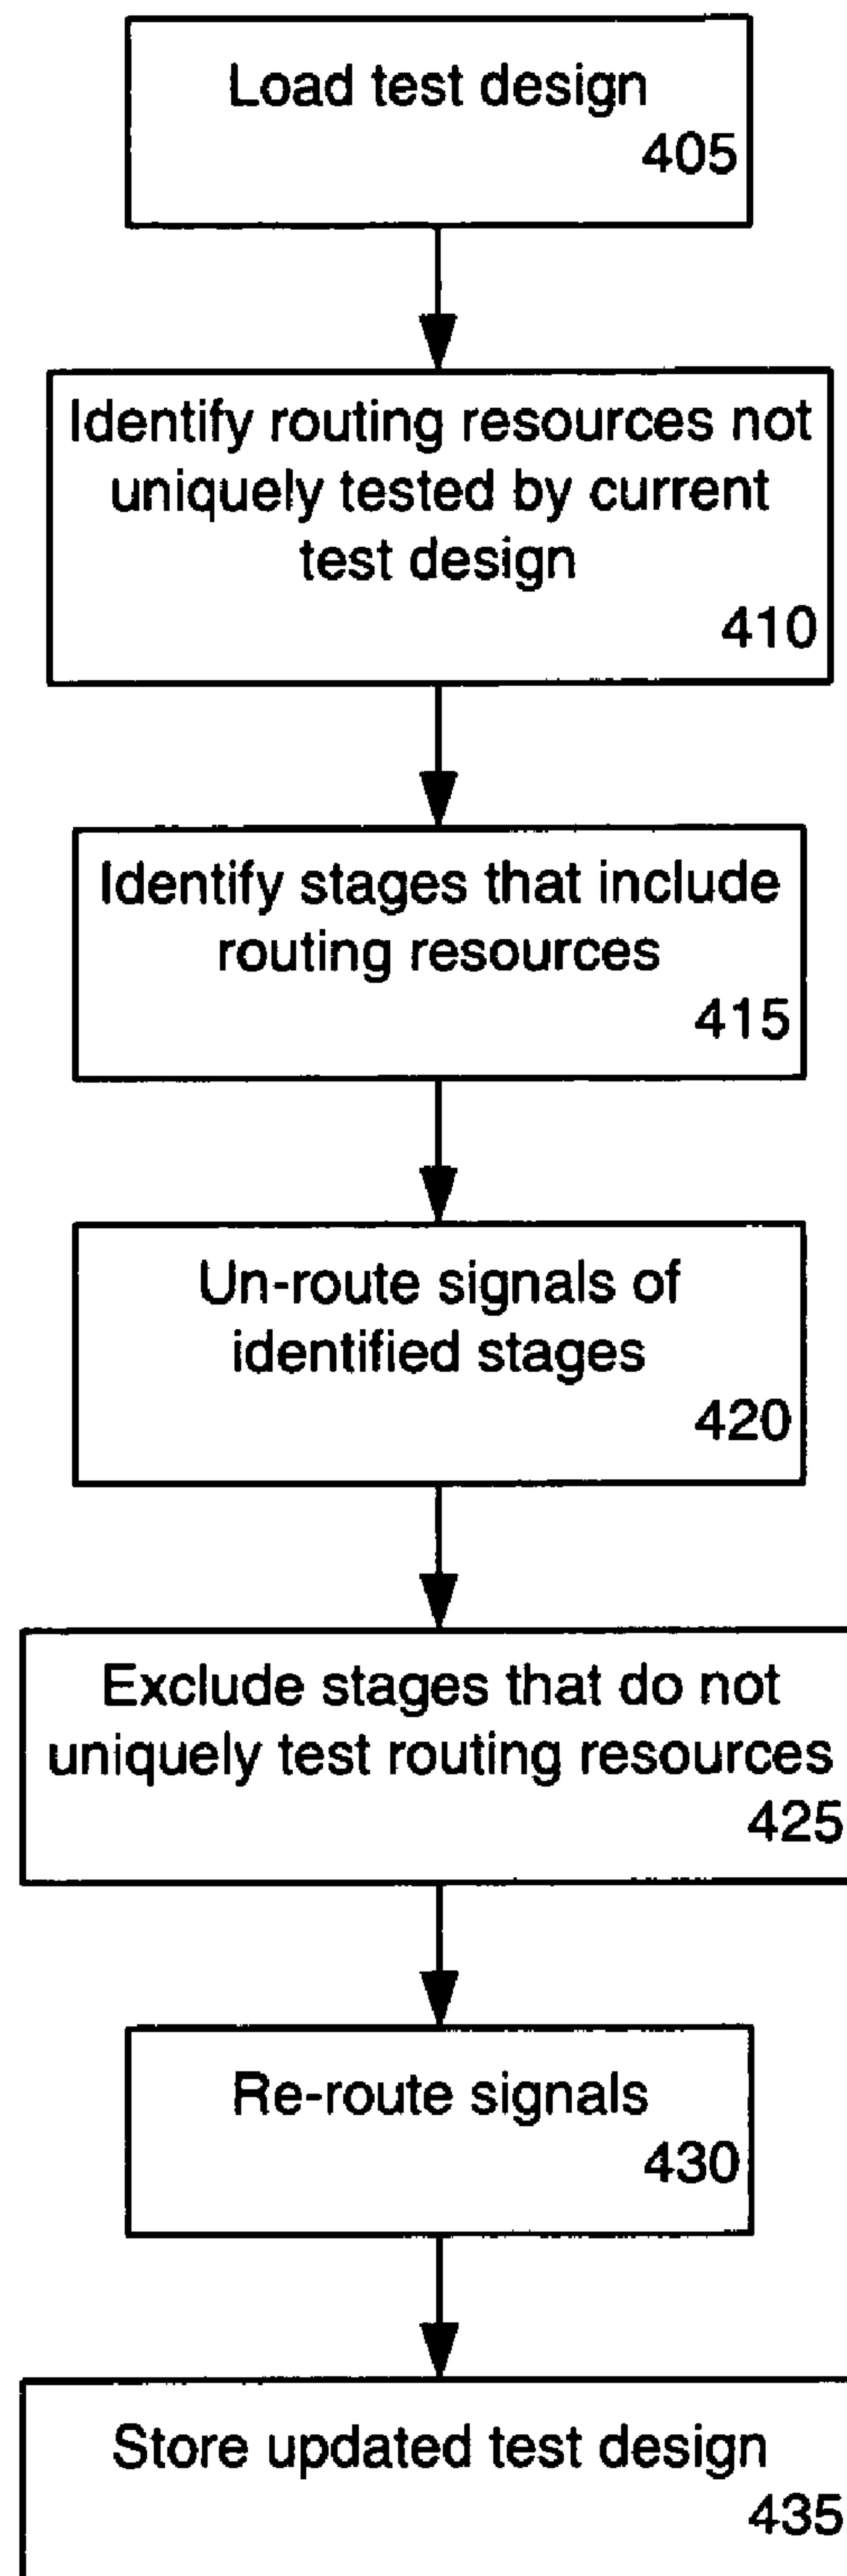 Load test design
405
Identify routing resources not
uniquely tested by current
test design
410
Identify stages that include
routing resources
415
Un-route signals of
identified stages
420
Exclude stages that do not
uniquely test routing resources
425
Re-route signals
430
Store updated test design
435